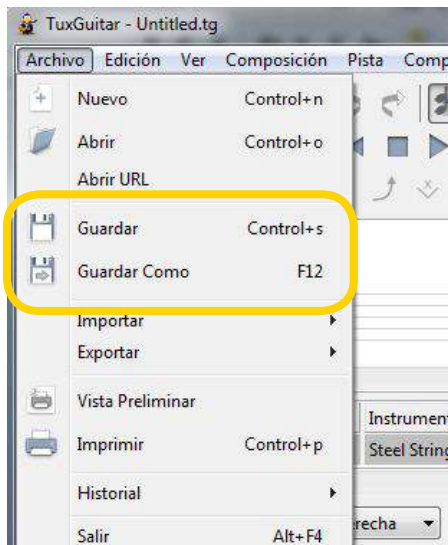 TuxGuitar - Untitled.tg
Archivo Edición Ver Composición Pista Comp
Nuevo Control+n
Abrir Control+o
Abrir URL
Guardar Control+s
Guardar Como F12
Importar
Exportar
Vista Preliminar
Instrumen
Imprimir Control+p
Steel String
Historial
recha
Salir Alt+F4